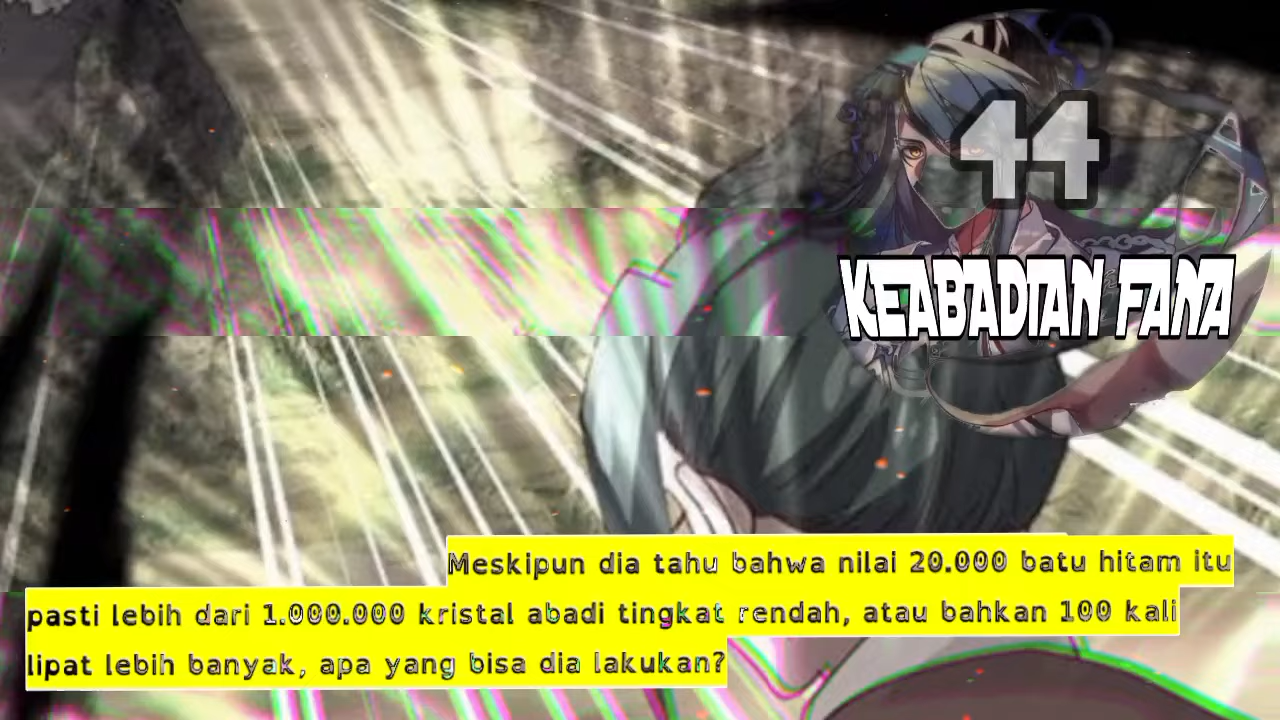 44
KEABADIAN FANA
Meskipun dia tahu bahwa nilai 20.000 batu hitam itu
pasti lebih dari 1.000.000 kristal abadi tingkat rendah, atau bahkan 100 kali
lipat lebih banyak, apa yang bisa dia lakukan?